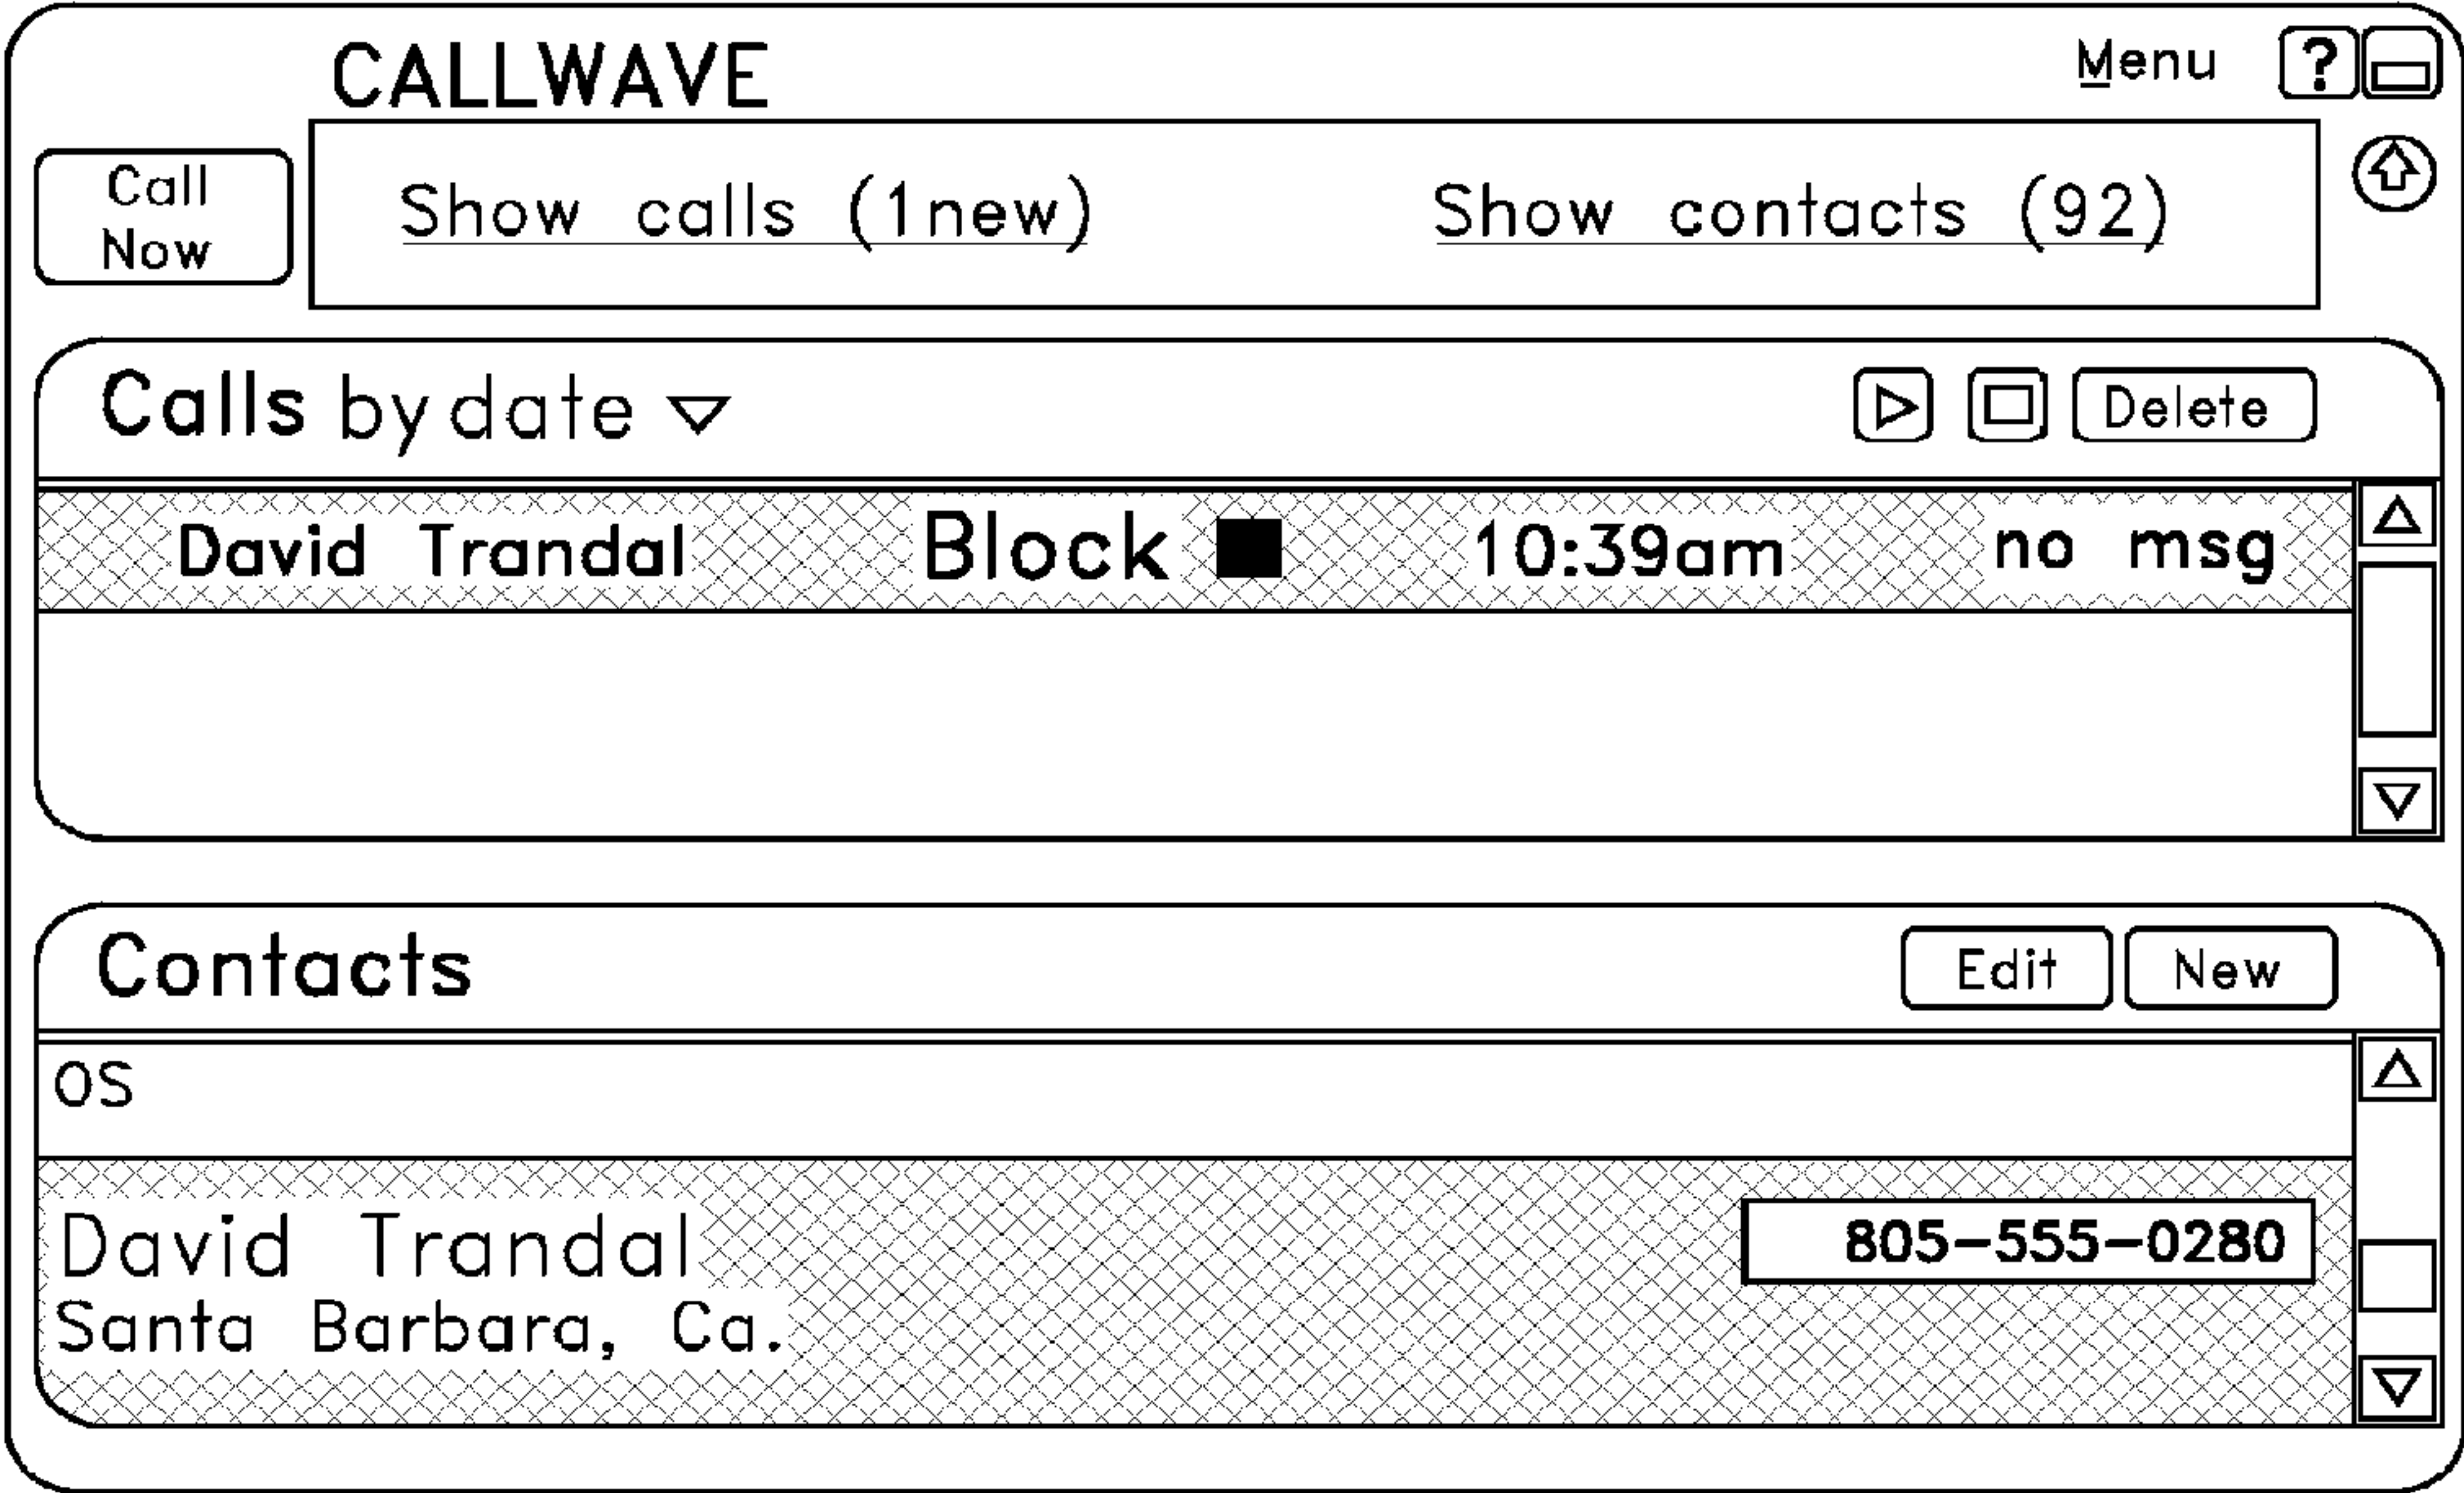 CALLWAVE
Menu
?
Call
Now
Show calls (1new)
Show contacts (92)
Calls by date
Delete
David Trandal Block 10:39am no msg
Contacts
Edit
New
OS
David Trandal
805-555-0280
Santa Barbara, Ca.